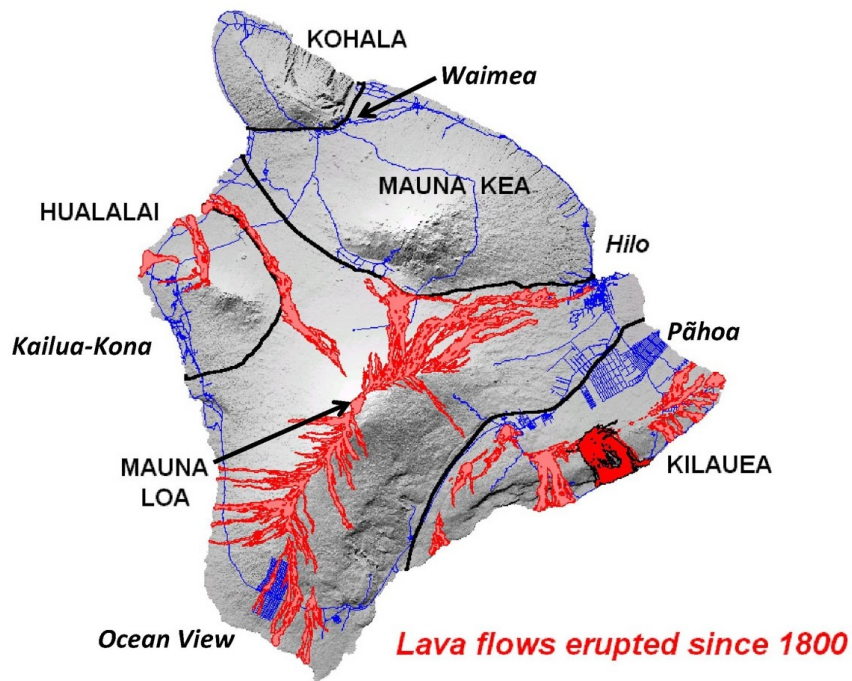 KOHALA
Waimea
MAUNA KEA
HUALALAI
Hilo
Pãhoa
Kailua-Kona
MAUNA
LOA
KILAUEA
Ocean View
Lava flows erupted since 1800